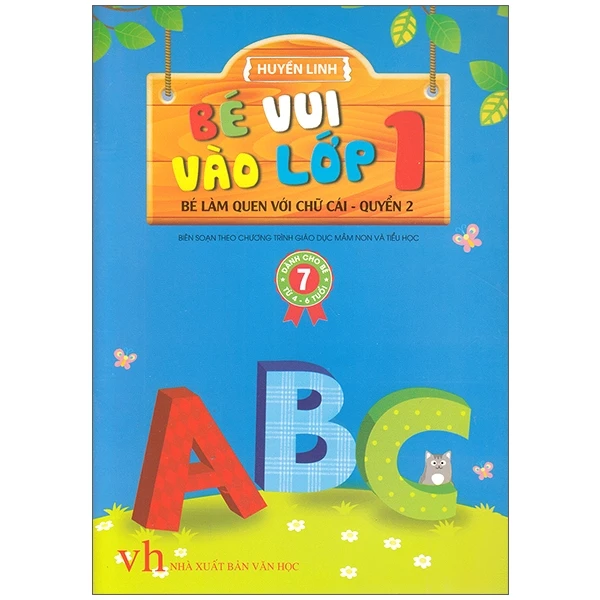 HUYỀN LINH
BÉ VUI
VÀO LỚP 1
BÉ LÀM QUEN VỚI CHỮ CÁI - QUYỂN 2
BIÊN SOẠN THEO CHƯƠNG TRÌNH GIÁO DỤC MẦM NON VÀ TIỂU HỌC
DÀNH CHO BÉ
7
TỪ 4 - 6 TUỔI
ABC
vh NHÀ XUẤT BẢN VĂN HỌC